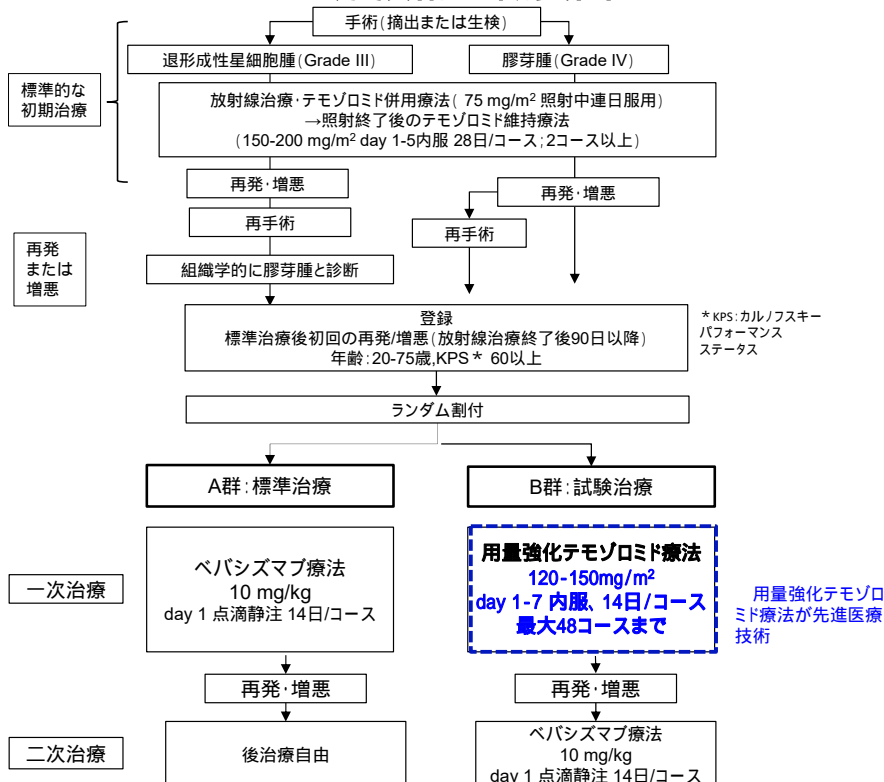 手術(摘出または生検)
退形成性星細胞腫(Grade III)
膠芽腫(Grade IV)
標準的な
初期治療
放射線治療・テモゾロミド併用療法( 75 mg/m² 照射中連日服用)
→照射終了後のテモゾロミド維持療法
(150-200 mg/m² day 1-5内服 28日/コース;2コース以上)
再発・増悪
再発・増悪
再手術
再手術
再発
または
増悪
組織学的に膠芽腫と診断
登録
標準治療後初回の再発/増悪(放射線治療終了後90日以降)
年齢:20-75歳,KPS* 60以上
*KPS:カルノフスキー
パフォーマンス
ステータス
ランダム割付
A群:標準治療
B群:試験治療
一次治療
ベバシズマブ療法
10 mg/kg
day 1 点滴静注 14日/コース
用量強化テモゾロミド療法
120-150mg/m²
day 1-7 内服、14日/コース
最大48コースまで
用量強化テモゾロ
ミド療法が先進医療
技術
再発・増悪
再発・増悪
二次治療
後治療自由
ベバシズマブ療法
10 mg/kg
day 1 点滴静注 14日/コース